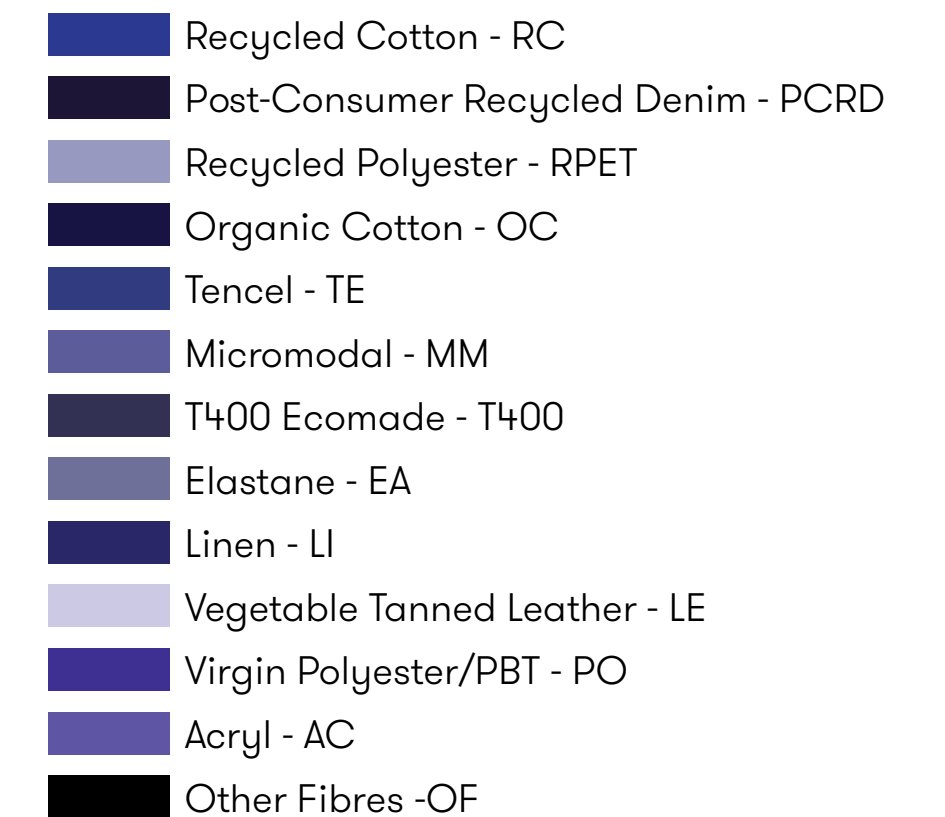 Recycled Cotton - RC
Post-Consumer Recycled Denim - PCRD
Recycled Polyester - RPET
Organic Cotton - OC
Tencel - TE
Micromodal - MM
T400 Ecomade - T400
Elastane - EA
Linen - LI
Vegetable Tanned Leather - LE
Virgin Polyester/PBT - PO
Acryl - AC
Other Fibres -OF